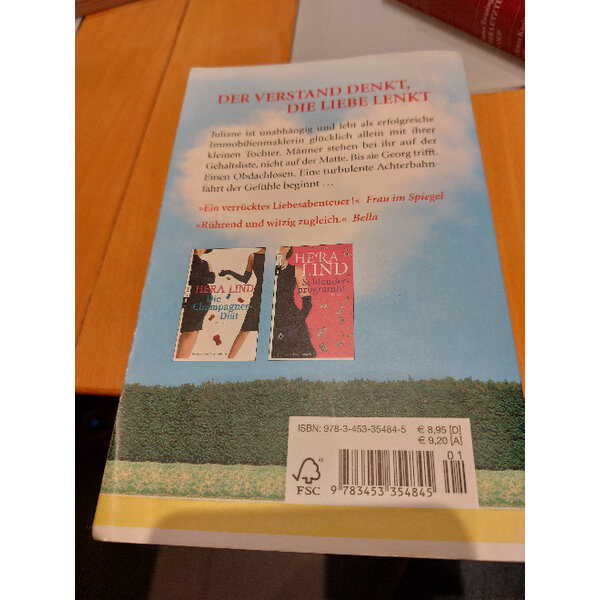 DER VERSTAND DENKT,
DIE LIEBE LENKT
Juliane ist unabhängig und lebt als erfolgreiche
Immobilienmaklerin glücklich allein mit ihrer
kleinen Tochter. Männer stehen bei ihr auf der
Gehaltsliste, nicht auf der Matte. Bis sie Georg trifft.
Einen Obdachlosen. Eine turbulente Achterbahn-
fahrt der Gefühle beginnt …
»Ein verrücktes Liebesabenteuer!« Frau im Spiegel
»Rührend und witzig zugleich.« Bella
HERA LIND
Die
Champagner-
Diät
HERA
LIND
Schleuder-
programm
ISBN: 978-3-453-35484-5
€ 8,95 [D]
€ 9,20 [A]
01
FSC
9 783453 354845